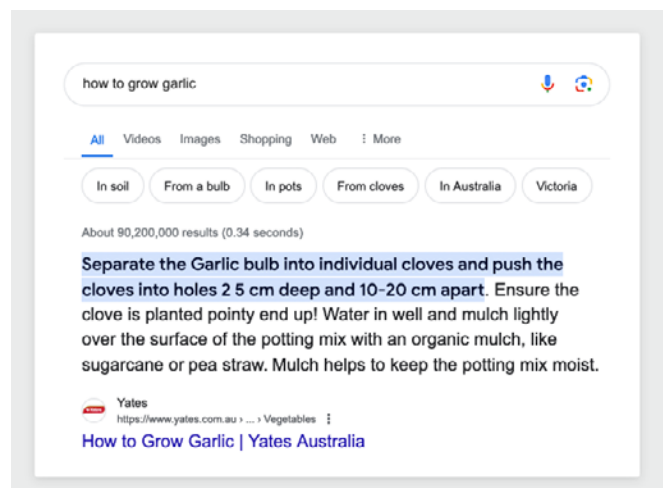 how to grow garlic
All Videos Images Shopping Web ⋮ More
In soil From a bulb In pots From cloves In Australia Victoria
About 90,200,000 results (0.34 seconds)
Separate the Garlic bulb into individual cloves and push the
cloves into holes 2 5 cm deep and 10-20 cm apart. Ensure the
clove is planted pointy end up! Water in well and mulch lightly
over the surface of the potting mix with an organic mulch, like
sugarcane or pea straw. Mulch helps to keep the potting mix moist.
Yates
https://www.yates.com.au › ... › Vegetables ⋮
How to Grow Garlic | Yates Australia